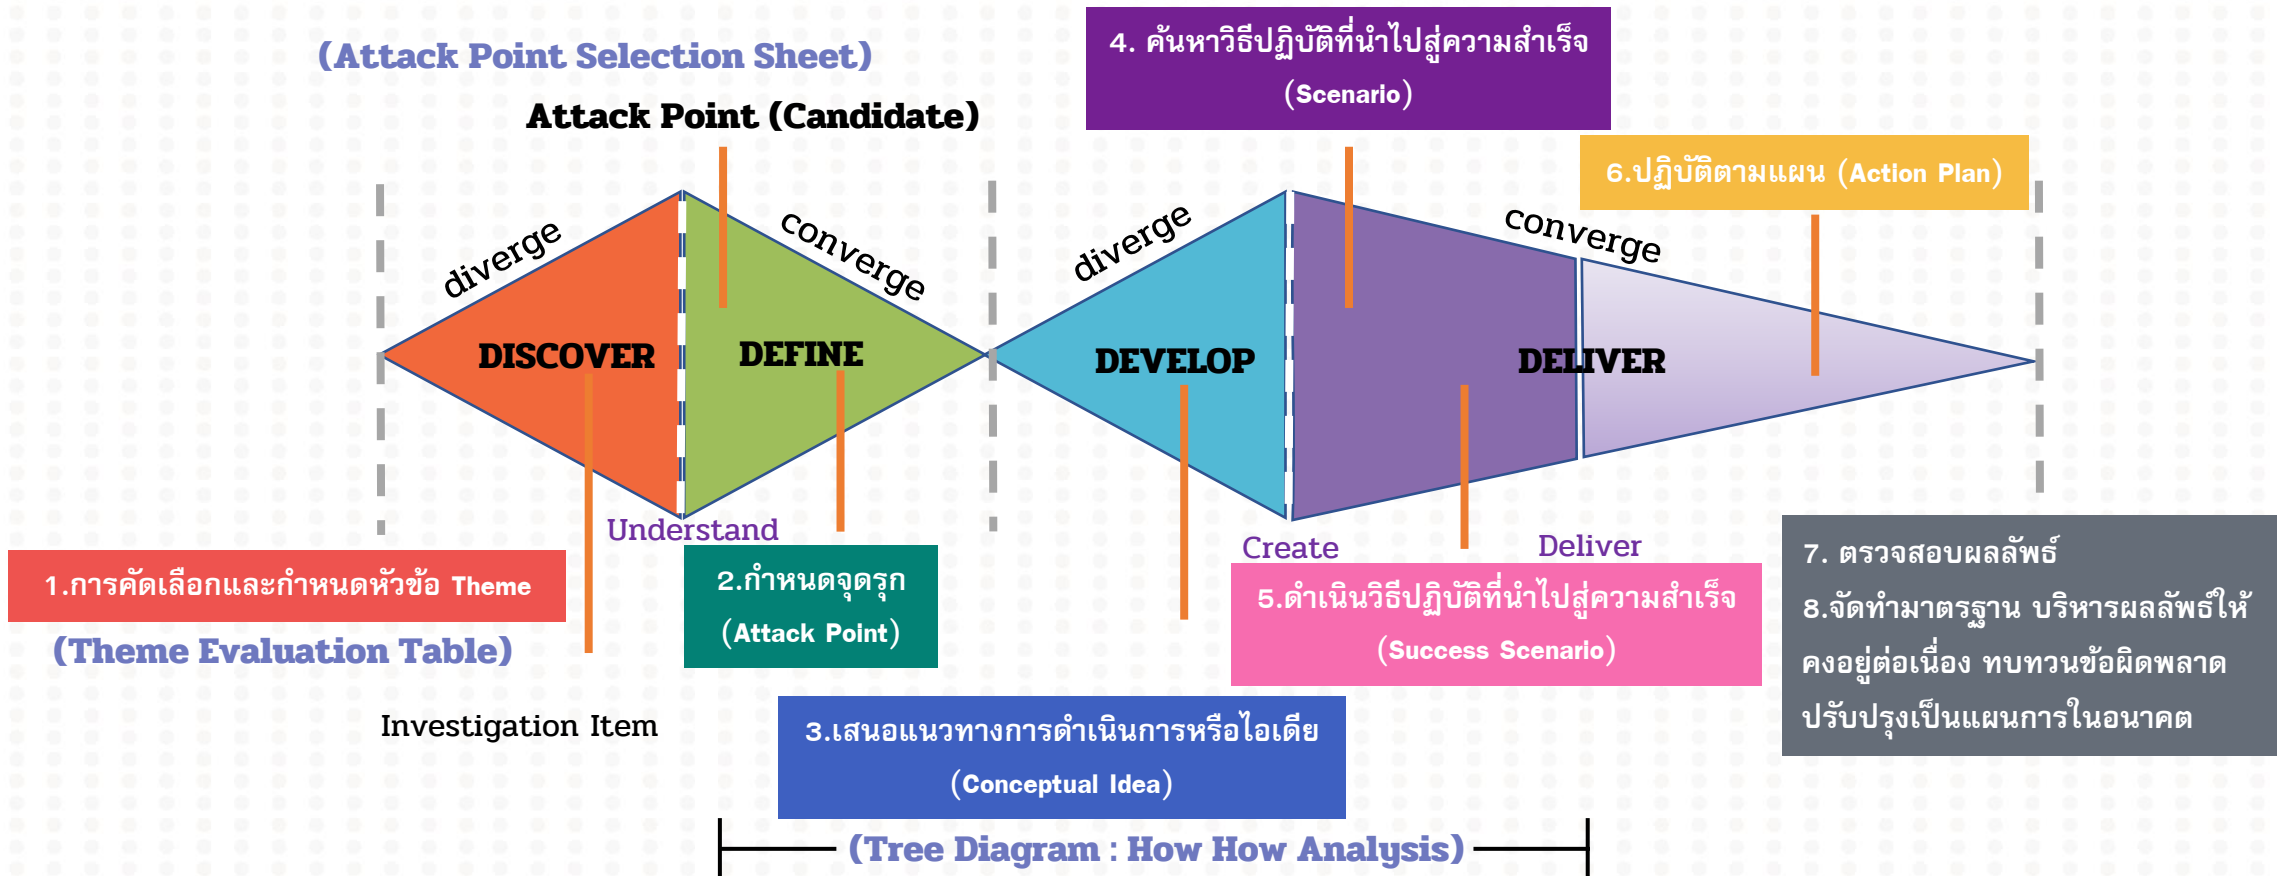 (Attack Point Selection Sheet)
Attack Point (Candidate)
4. ค้นหาวิธีปฏิบัติที่นำไปสู่ความสำเร็จ
(Scenario)
6.ปฏิบัติตามแผน (Action Plan)
diverge
converge
diverge
converge
DISCOVER
DEFINE
DEVELOP
DELIVER
Understand
Create
Deliver
1.การคัดเลือกและกำหนดหัวข้อ Theme
(Theme Evaluation Table)
2.กำหนดจุดรุก
(Attack Point)
5.ดำเนินวิธีปฏิบัติที่นำไปสู่ความสำเร็จ
(Success Scenario)
7. ตรวจสอบผลลัพธ์
8.จัดทำมาตรฐาน บริหารผลลัพธ์ให้
คงอยู่ต่อเนื่อง ทบทวนข้อผิดพลาด
ปรับปรุงเป็นแผนการในอนาคต
Investigation Item
3.เสนอแนวทางการดำเนินการหรือไอเดีย
(Conceptual Idea)
(Tree Diagram : How How Analysis)